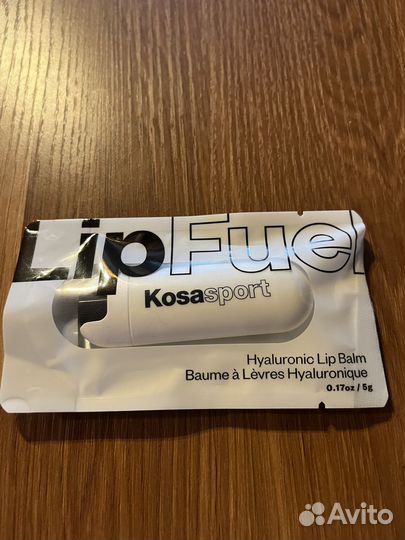 LipFuel
Kosasport
Hyaluronic Lip Balm
Baume à Lèvres Hyaluronique
0.17oz / 5g
Avito